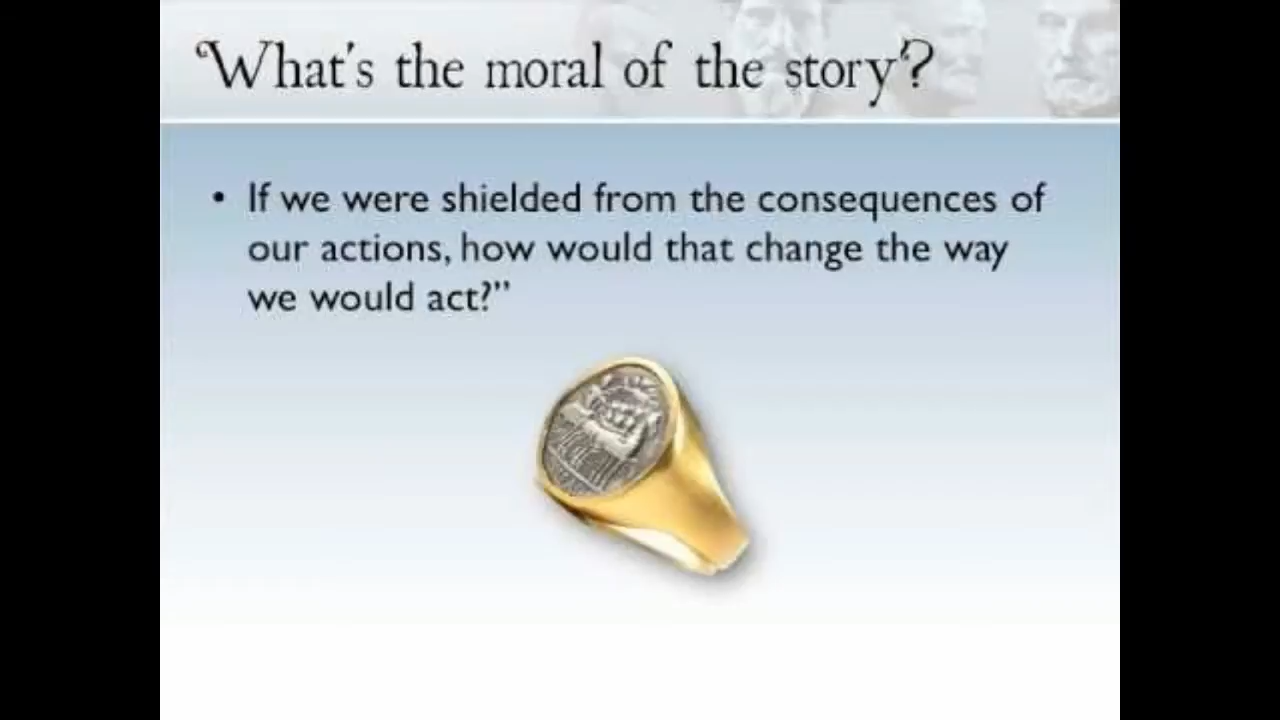 What's the moral of the story?
• If we were shielded from the consequences of
our actions, how would that change the way
we would act?”